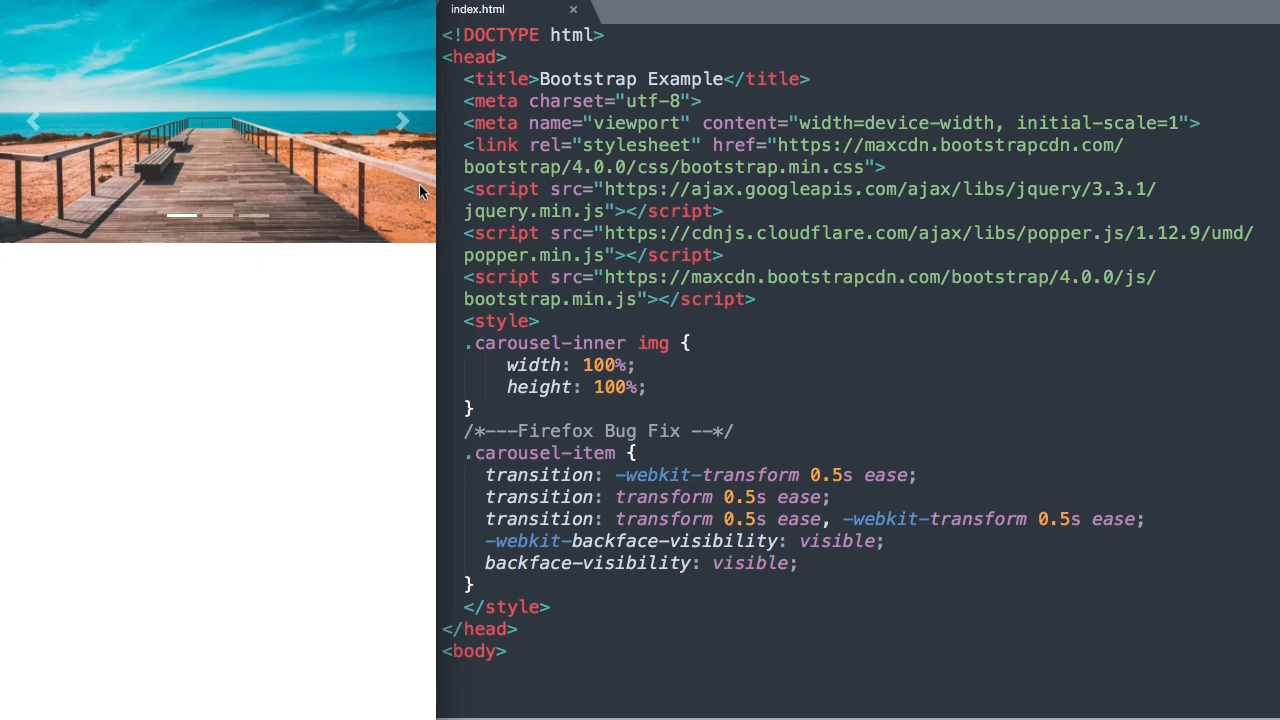 index.html ×
<!DOCTYPE html>
<head>
<title>Bootstrap Example</title>
<meta charset="utf-8">
<meta name="viewport" content="width=device-width, initial-scale=1">
<link rel="stylesheet" href="https://maxcdn.bootstrapcdn.com/
bootstrap/4.0.0/css/bootstrap.min.css">
<script src="https://ajax.googleapis.com/ajax/libs/jquery/3.3.1/
jquery.min.js"></script>
<script src="https://cdnjs.cloudflare.com/ajax/libs/popper.js/1.12.9/umd/
popper.min.js"></script>
<script src="https://maxcdn.bootstrapcdn.com/bootstrap/4.0.0/js/
bootstrap.min.js"></script>
<style>
.carousel-inner img {
width: 100%;
height: 100%;
}
/*---Firefox Bug Fix --*/
.carousel-item {
transition: -webkit-transform 0.5s ease;
transition: transform 0.5s ease;
transition: transform 0.5s ease, -webkit-transform 0.5s ease;
-webkit-backface-visibility: visible;
backface-visibility: visible;
}
</style>
</head>
<body>